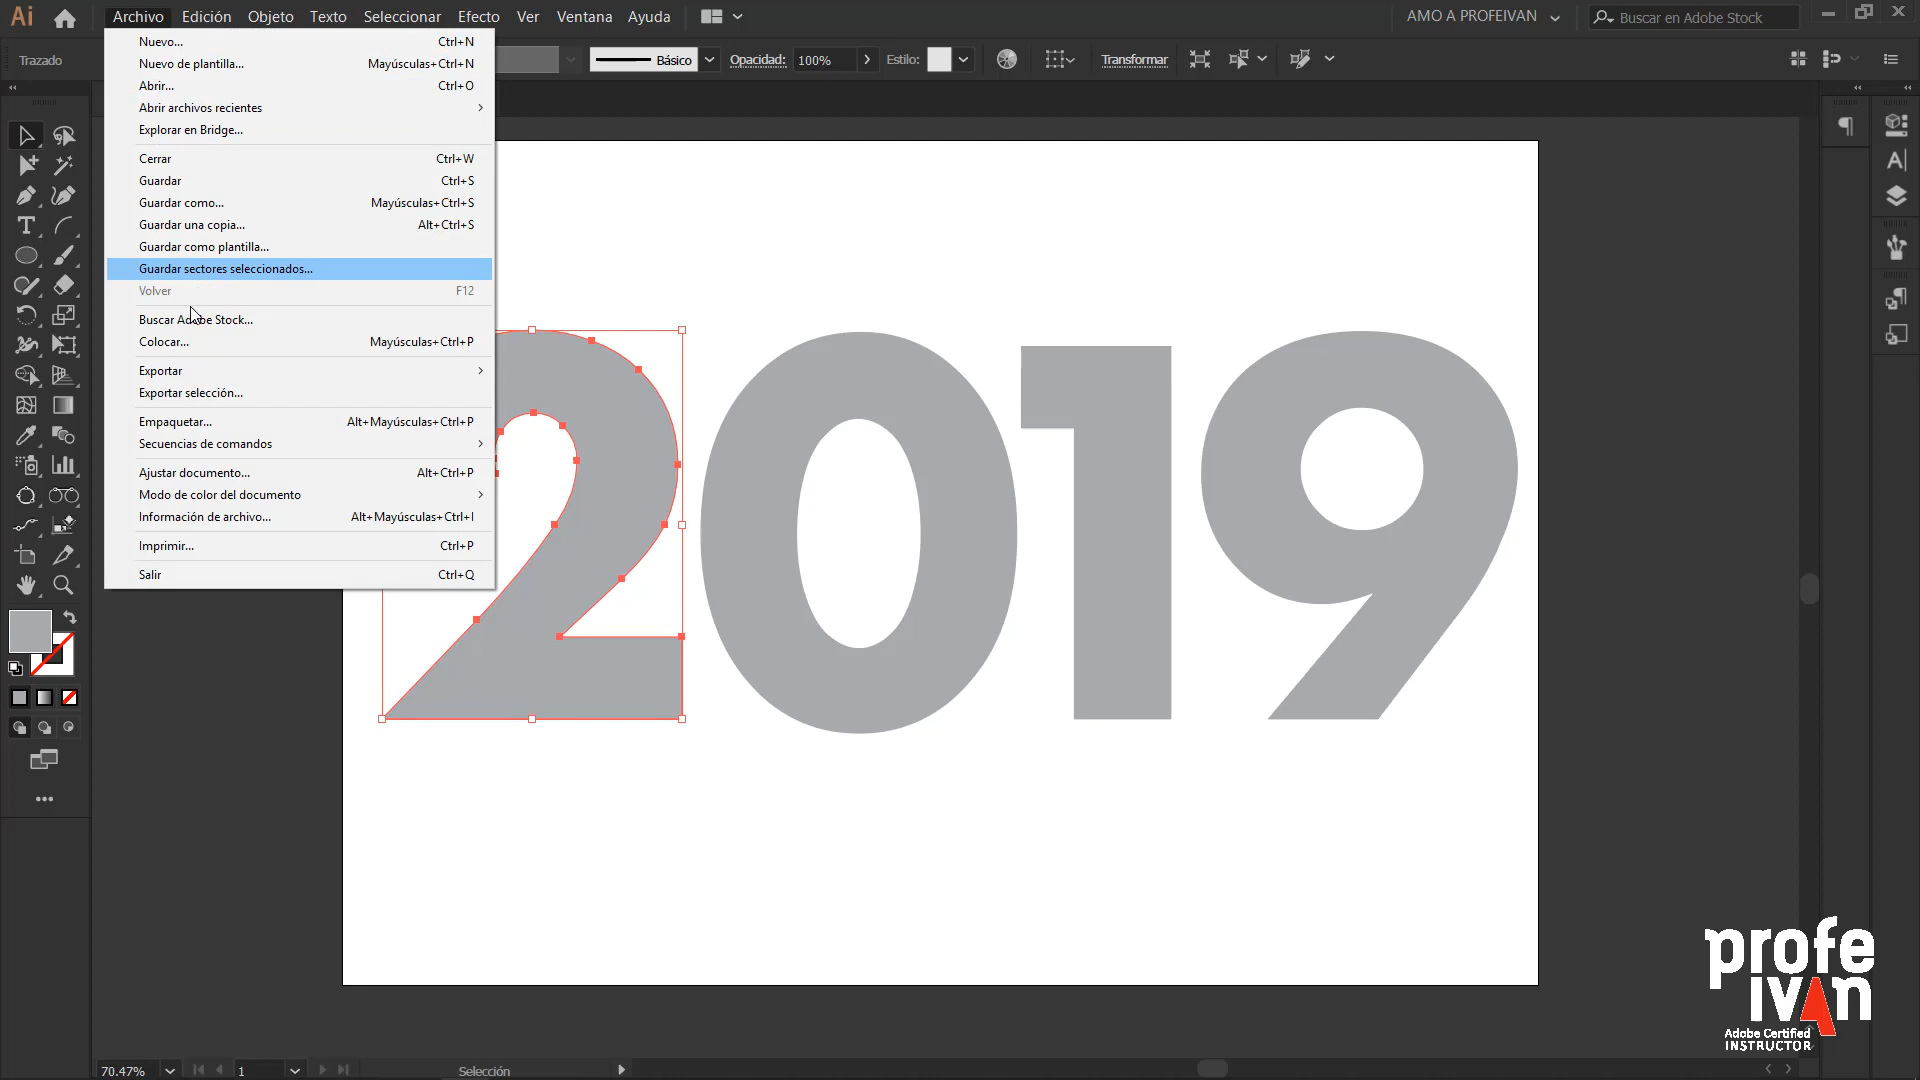 Ai Archivo Edición Objeto Texto Seleccionar Efecto Ver Ventana Ayuda AMO A PROFEIVAN Buscar en Adobe Stock
Trazado Básico Opacidad: 100% Estilo: Transformar
Nuevo... Ctrl+N
Nuevo de plantilla... Mayúsculas+Ctrl+N
Abrir... Ctrl+O
Abrir archivos recientes
Explorar en Bridge...
Cerrar Ctrl+W
Guardar Ctrl+S
Guardar como... Mayúsculas+Ctrl+S
Guardar una copia... Alt+Ctrl+S
Guardar como plantilla...
Guardar sectores seleccionados...
Volver F12
Buscar Adobe Stock...
Colocar... Mayúsculas+Ctrl+P
Exportar
Exportar selección...
Empaquetar... Alt+Mayúsculas+Ctrl+P
Secuencias de comandos
Ajustar documento... Alt+Ctrl+P
Modo de color del documento
Información de archivo... Alt+Mayúsculas+Ctrl+I
Imprimir... Ctrl+P
Salir Ctrl+Q
2019
profe
ivAn
Adobe Certified
INSTRUCTOR
70.47% 1 Selección